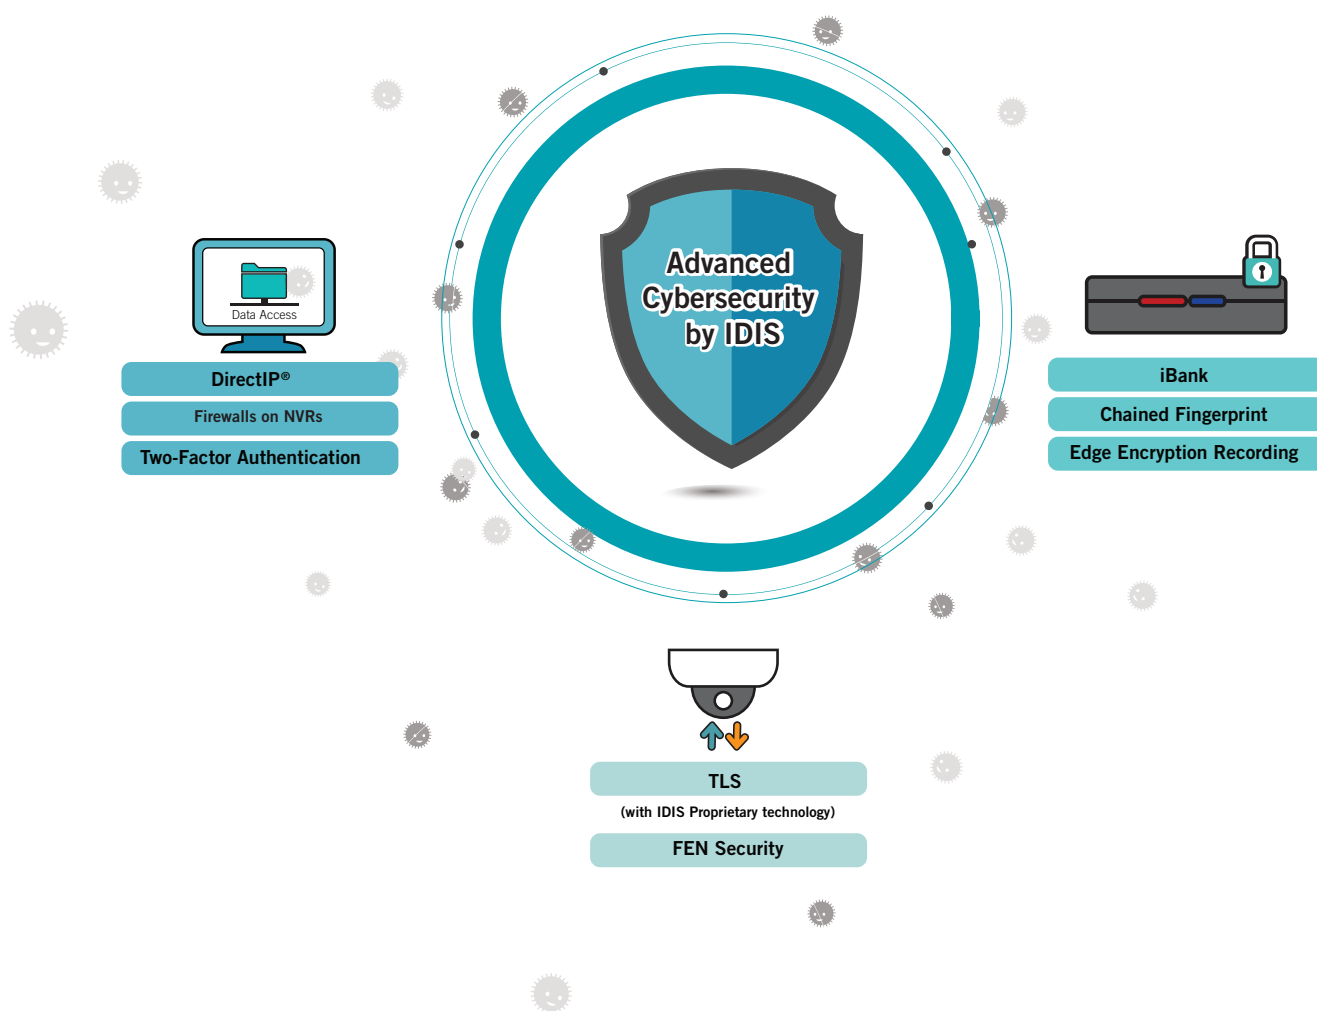 Advanced
Cybersecurity
by IDIS
Data Access
DirectIP®
Firewalls on NVRs
Two-Factor Authentication
iBank
Chained Fingerprint
Edge Encryption Recording
TLS
(with IDIS Proprietary technology)
FEN Security